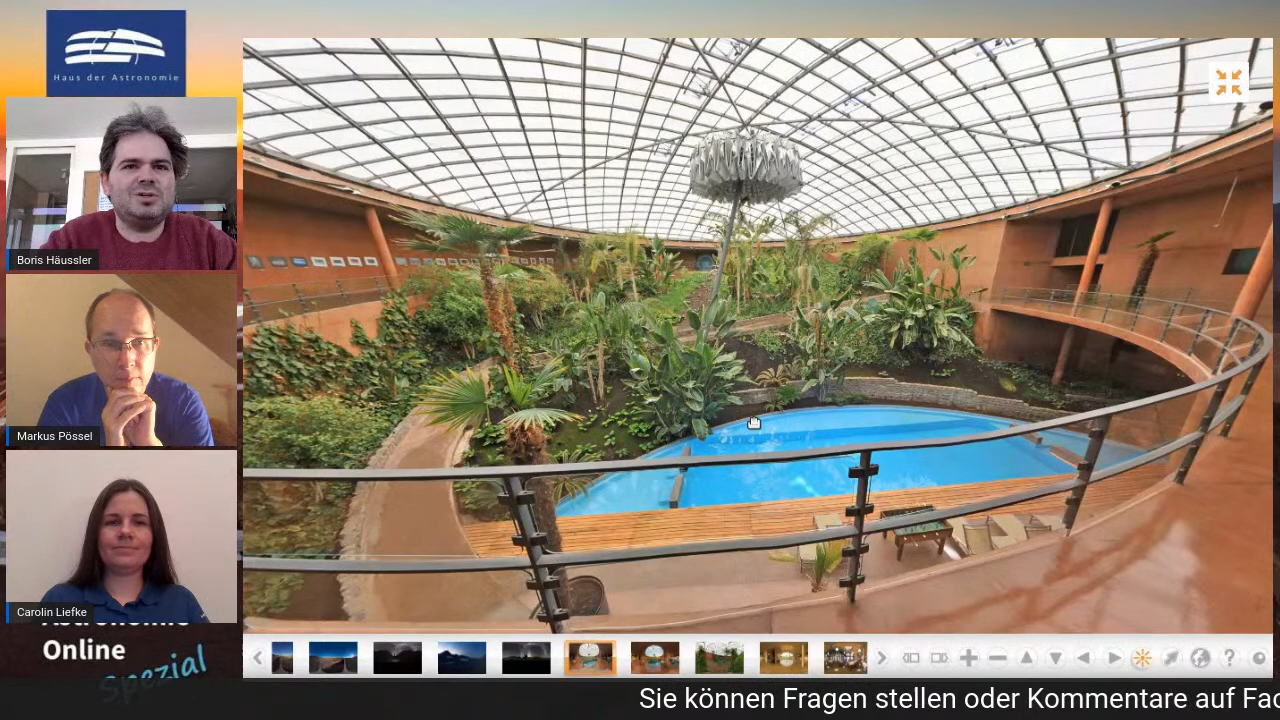 Haus der Astronomie
Boris Häussler
Markus Pössel
Carolin Liefke
Astronomie
Online
Spezial
Sie können Fragen stellen oder Kommentare auf Fac